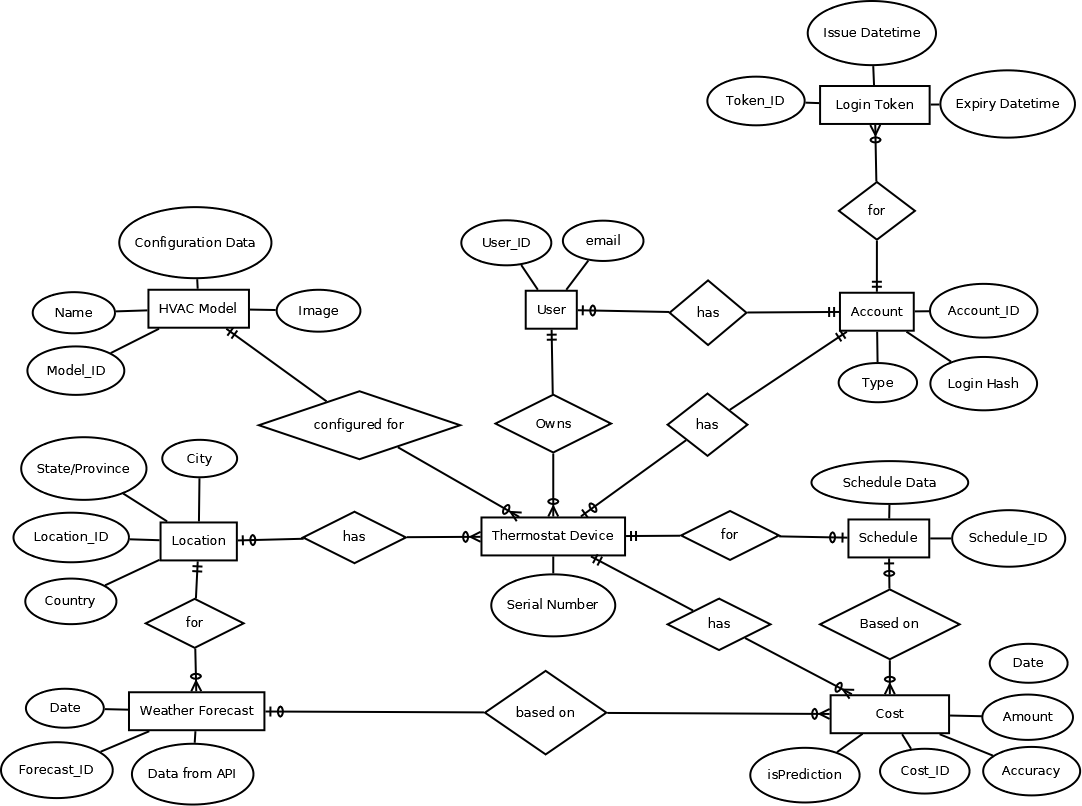 Issue Datetime
Token_ID
Login Token
Expiry Datetime
for
Configuration Data
User_ID
email
Name
HVAC Model
Image
User
has
Account
Account_ID
Model_ID
Type
Login Hash
configured for
Owns
has
State/Province
City
Schedule Data
Location_ID
Location
has
Thermostat Device
for
Schedule
Schedule_ID
Country
Serial Number
for
has
Based on
Date
Date
Weather Forecast
based on
Cost
Amount
Forecast_ID
Data from API
isPrediction
Cost_ID
Accuracy